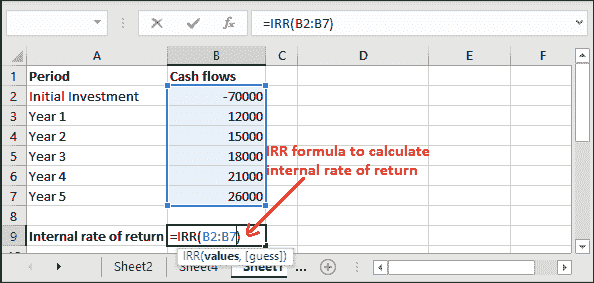 =IRR(B2:B7)
A B C D E F
1 Period Cash flows
2 Initial Investment -70000
3 Year 1 12000
4 Year 2 15000
5 Year 3 18000
6 Year 4 21000
7 Year 5 26000
IRR formula to calculate
internal rate of return
8
9 Internal rate of return =IRR(B2:B7)
IRR(values, [guess])
Sheet2 Sheet4 Sheet1 ...